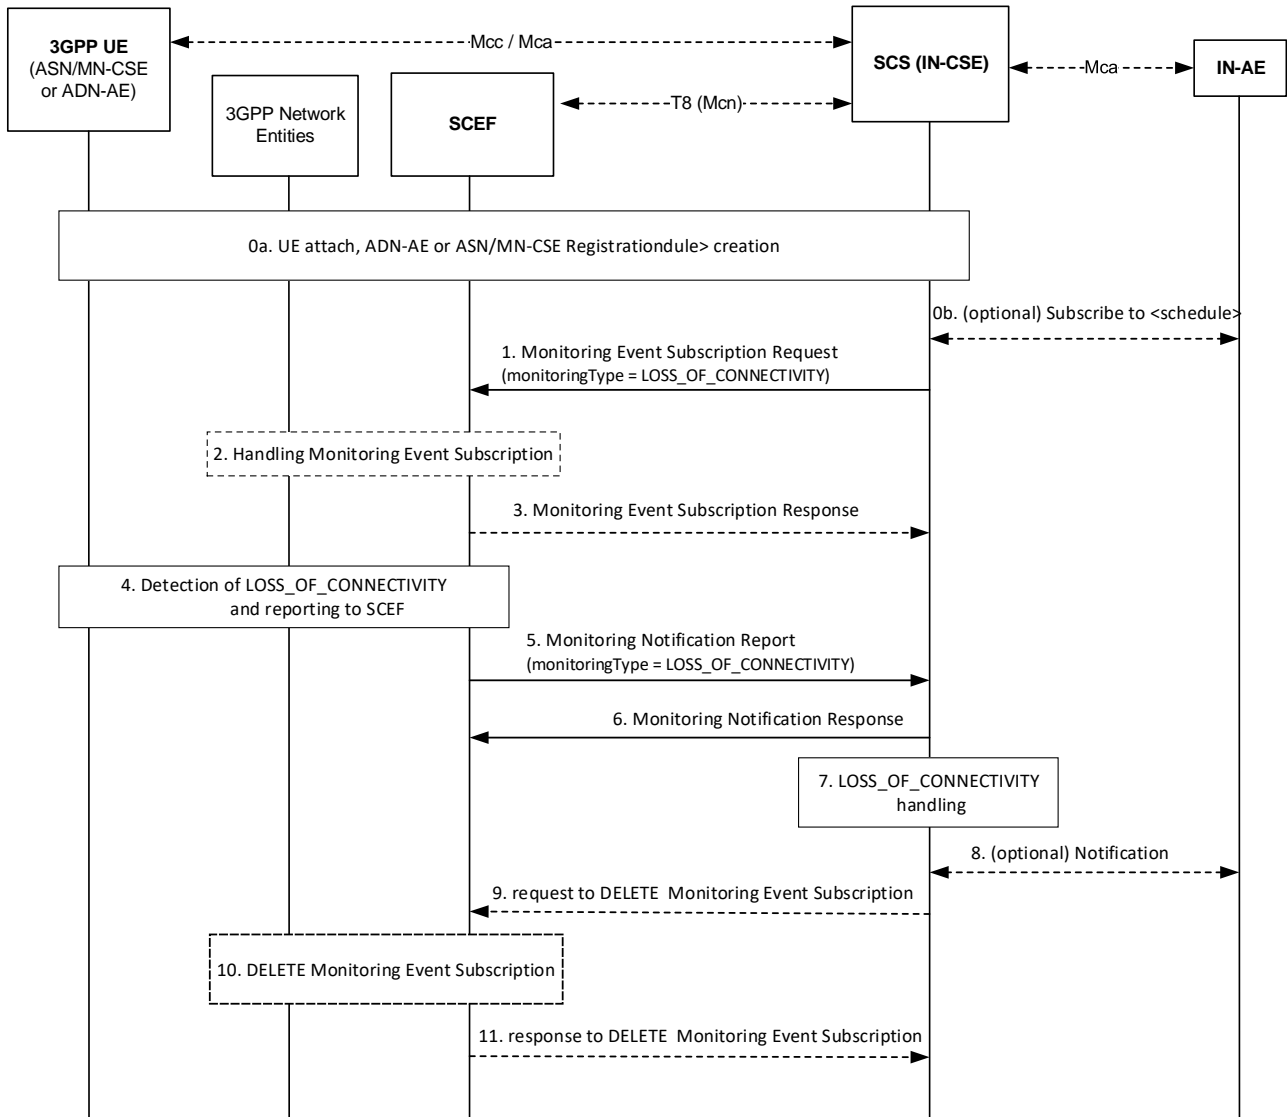 3GPP UE
(ASN/MN-CSE
or ADN-AE)
Mcc / Mca
SCS (IN-CSE)
Mca
IN-AE
3GPP Network
Entities
SCEF
T8 (Mcn)
0a. UE attach, ADN-AE or ASN/MN-CSE Registrationdule> creation
0b. (optional) Subscribe to <schedule>
1. Monitoring Event Subscription Request
(monitoringType = LOSS_OF_CONNECTIVITY)
2. Handling Monitoring Event Subscription
3. Monitoring Event Subscription Response
4. Detection of LOSS_OF_CONNECTIVITY
and reporting to SCEF
5. Monitoring Notification Report
(monitoringType = LOSS_OF_CONNECTIVITY)
6. Monitoring Notification Response
7. LOSS_OF_CONNECTIVITY
handling
8. (optional) Notification
9. request to DELETE  Monitoring Event Subscription
10. DELETE Monitoring Event Subscription
11. response to DELETE  Monitoring Event Subscription